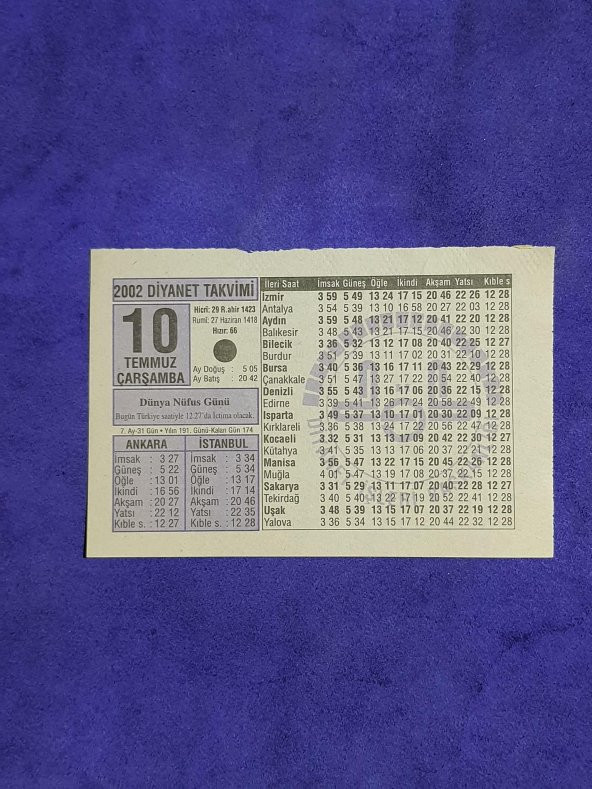 2002 DİYANET TAKVİMİ
10
TEMMUZ
ÇARŞAMBA
Hicrî: 29 R.ahir 1423
Rumî: 27 Haziran 1418
Hızır: 66
Ay Doğuş : 5 05
Ay Batış : 20 42
Dünya Nüfus Günü
Bugün Türkiye saatiyle 12.27'da İctima olacak.
7. Ay-31 Gün • Yılın 191. Günü-Kalan Gün 174
ANKARA
İmsak : 3 27
Güneş : 5 22
Öğle : 13 01
İkindi : 16 56
Akşam : 20 27
Yatsı : 22 12
Kıble s. : 12 27
İSTANBUL
İmsak : 3 34
Güneş : 5 34
Öğle : 13 17
İkindi : 17 14
Akşam : 20 46
Yatsı : 22 35
Kıble s. : 12 28
İleri Saat İmsak Güneş Öğle İkindi Akşam Yatsı Kıble s.
İzmir 3 59 5 49 13 24 17 15 20 46 22 26 12 28
Antalya 3 54 5 39 13 10 16 58 20 27 22 03 12 28
Aydın 3 59 5 48 13 21 17 12 20 41 22 20 12 28
Balıkesir 3 48 5 43 13 21 17 15 20 46 22 30 12 28
Bilecik 3 36 5 32 13 12 17 08 20 40 22 25 12 27
Burdur 3 51 5 39 13 11 17 02 20 31 22 10 12 28
Bursa 3 40 5 36 13 16 17 11 20 43 22 29 12 28
Çanakkale 3 51 5 47 13 27 17 22 20 54 22 40 12 28
Denizli 3 55 5 43 13 16 17 06 20 36 22 15 12 28
Edirne 3 39 5 41 13 26 17 24 20 58 22 49 12 28
Isparta 3 49 5 37 13 10 17 01 20 30 22 09 12 28
Kırklareli 3 36 5 38 13 24 17 22 20 56 22 47 12 28
Kocaeli 3 32 5 31 13 13 17 09 20 42 22 30 12 27
Kütahya 3 41 5 35 13 13 17 07 20 38 22 21 12 28
Manisa 3 56 5 47 13 22 17 15 20 45 22 26 12 28
Muğla 4 01 5 47 13 19 17 08 20 37 22 15 12 28
Sakarya 3 31 5 29 13 11 17 07 20 40 22 28 12 27
Tekirdağ 3 40 5 40 13 22 17 19 20 52 22 41 12 28
Uşak 3 48 5 39 13 15 17 07 20 37 22 19 12 28
Yalova 3 36 5 34 13 15 17 12 20 44 22 32 12 28